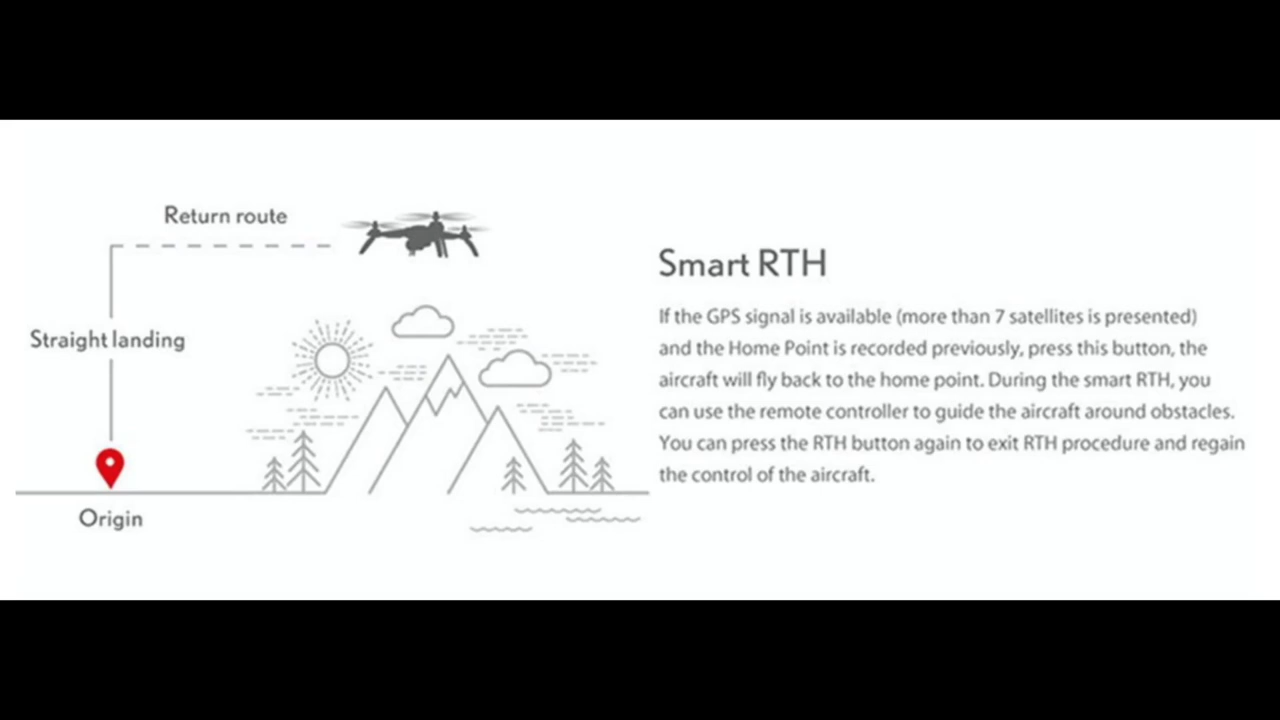 Return route
Straight landing
Origin
Smart RTH
If the GPS signal is available (more than 7 satellites is presented)
and the Home Point is recorded previously, press this button, the
aircraft will fly back to the home point. During the smart RTH, you
can use the remote controller to guide the aircraft around obstacles.
You can press the RTH button again to exit RTH procedure and regain
the control of the aircraft.